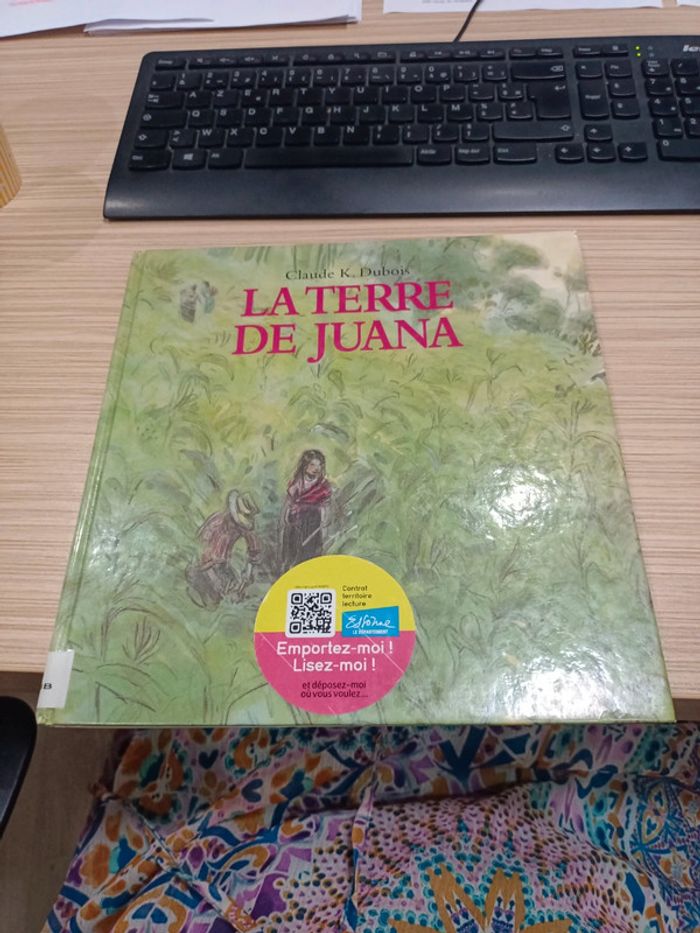 Claude K. Dubois
LA TERRE
DE JUANA
Contrat
territoire
lecture
Essonne
LE DÉPARTEMENT
Emportez-moi !
Lisez-moi !
et déposez-moi
où vous voulez...
B
A Z E R T Y U I O P
Q S D F G H J K L M
W X C V B N
Alt